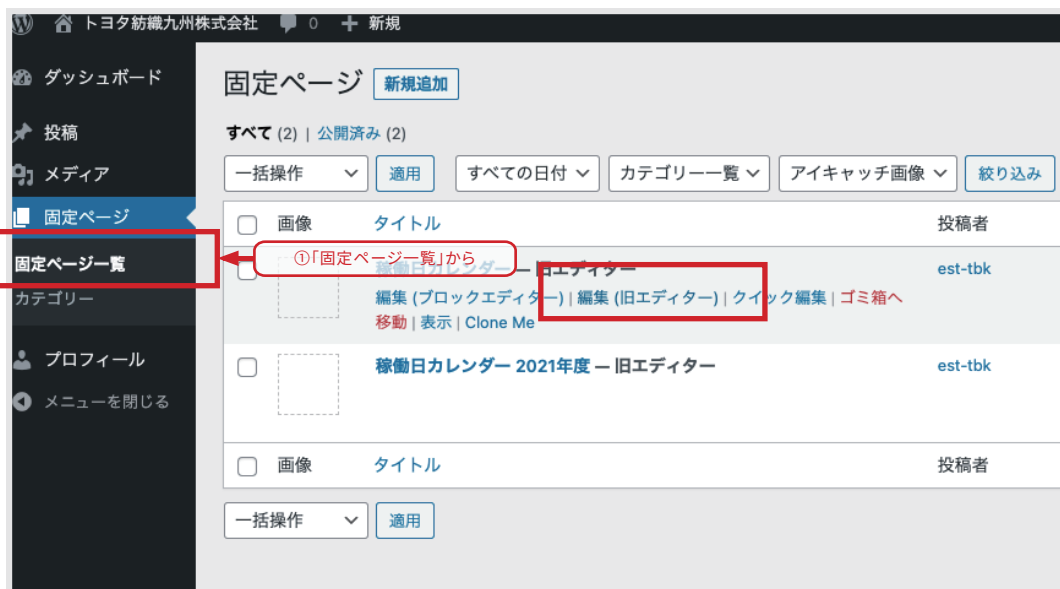 トヨタ紡織九州株式会社 0 新規
ダッシュボード
投稿
メディア
固定ページ
固定ページ一覧
カテゴリー
プロフィール
メニューを閉じる
固定ページ 新規追加
すべて (2) | 公開済み (2)
一括操作 適用 すべての日付 カテゴリー一覧 アイキャッチ画像 絞り込み
画像 タイトル 投稿者
①「固定ページ一覧」から
稼働日カレンダー — 旧エディター est-tbk
編集 (ブロックエディター) | 編集 (旧エディター) | クイック編集 | ゴミ箱へ
移動 | 表示 | Clone Me
稼働日カレンダー 2021年度 — 旧エディター est-tbk
画像 タイトル 投稿者
一括操作 適用